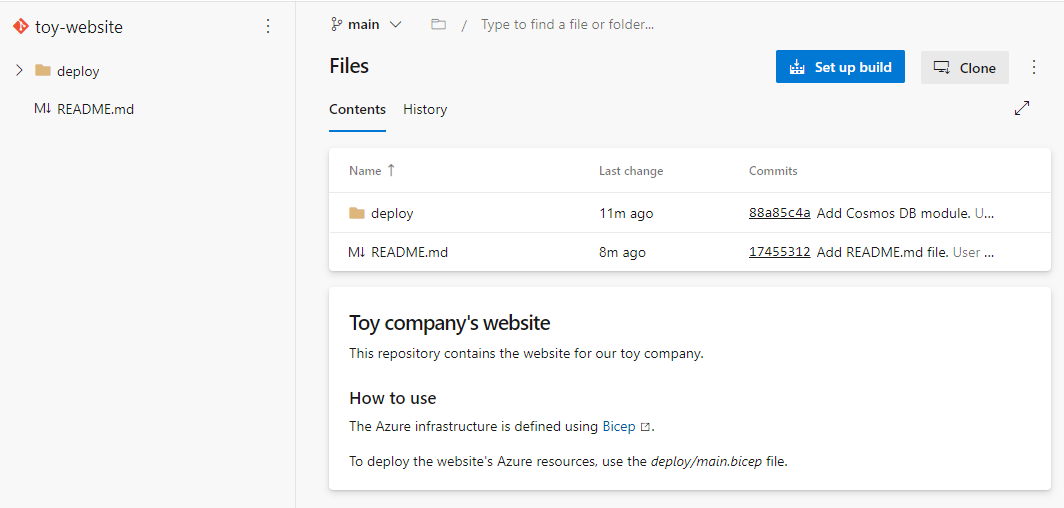 toy-website
deploy
M↓ README.md
main / Type to find a file or folder...
Files
Set up build
Clone
Contents History
Name ↑ Last change Commits
deploy 11m ago 88a85c4a Add Cosmos DB module. U...
M↓ README.md 8m ago 17455312 Add README.md file. User ...
Toy company's website
This repository contains the website for our toy company.
How to use
The Azure infrastructure is defined using Bicep .
To deploy the website's Azure resources, use the deploy/main.bicep file.